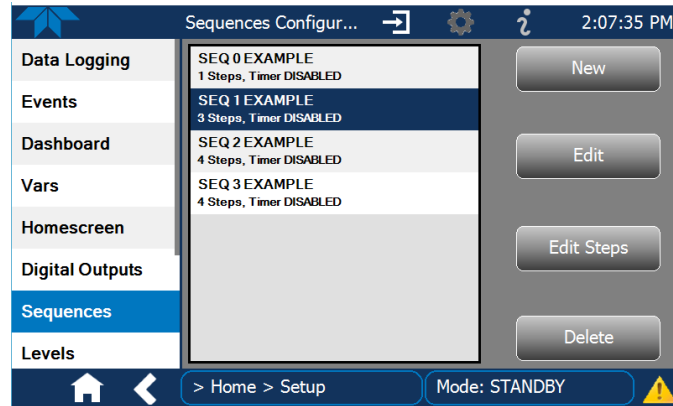 Sequences Configur...
2:07:35 PM
Data Logging
Events
Dashboard
Vars
Homescreen
Digital Outputs
Sequences
Levels
SEQ 0 EXAMPLE
1 Steps, Timer DISABLED
SEQ 1 EXAMPLE
3 Steps, Timer DISABLED
SEQ 2 EXAMPLE
4 Steps, Timer DISABLED
SEQ 3 EXAMPLE
4 Steps, Timer DISABLED
New
Edit
Edit Steps
Delete
> Home > Setup
Mode: STANDBY